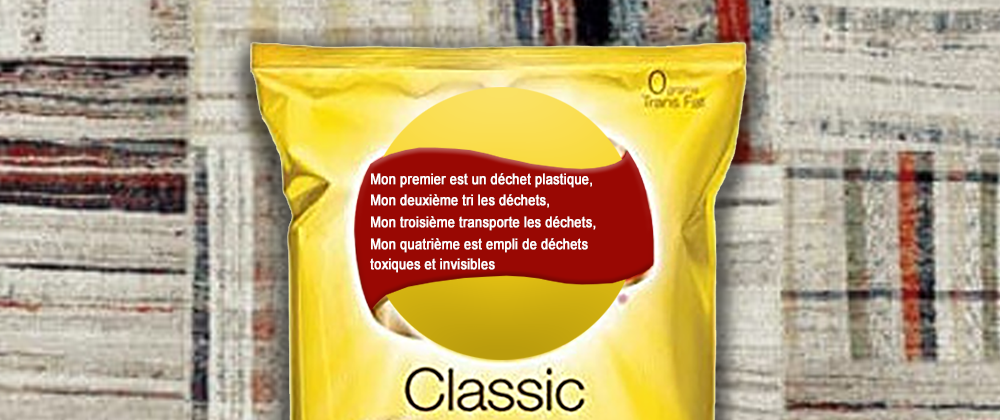 0 grams
Trans Fat
Mon premier est un déchet plastique,
Mon deuxième tri les déchets,
Mon troisième transporte les déchets,
Mon quatrième est empli de déchets
toxiques et invisibles
Classic